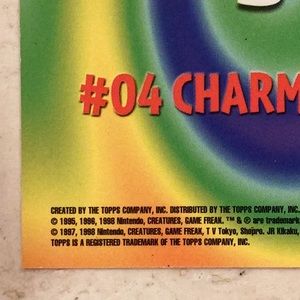 #04 CHARM
CREATED BY THE TOPPS COMPANY, INC. DISTRIBUTED BY THE TOPPS COMPANY, INC.
© 1995, 1996, 1998 Nintendo, CREATURES, GAME FREAK. ™ & ® are trademark
© 1997, 1998 Nintendo, CREATURES, GAME FREAK, T V Tokyo, Shopro. JR Kikaku,
TOPPS IS A REGISTERED TRADEMARK OF THE TOPPS COMPANY, INC.